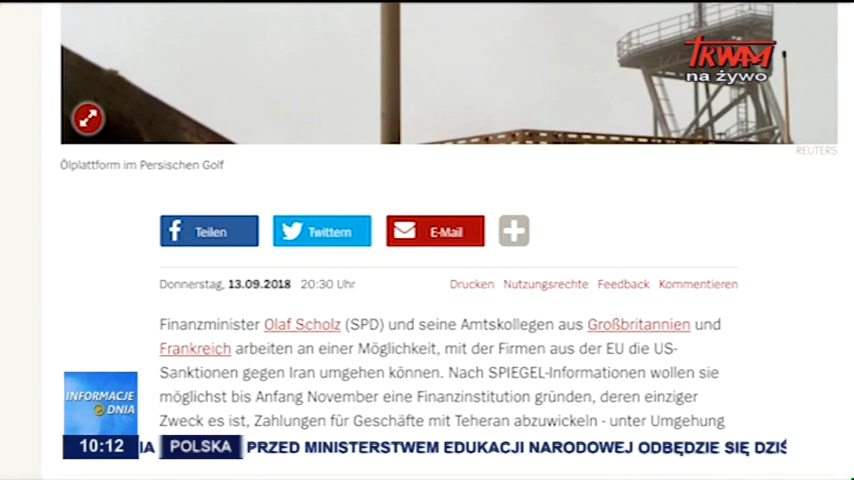 TRWAM
na żywo
REUTERS
Ölplattform im Persischen Golf
Teilen
Twittern
E-Mail
Donnerstag, 13.09.2018 20:30 Uhr
Drucken Nutzungsrechte Feedback Kommentieren
Finanzminister Olaf Scholz (SPD) und seine Amtskollegen aus Großbritannien und
Frankreich arbeiten an einer Möglichkeit, mit der Firmen aus der EU die US-
Sanktionen gegen Iran umgehen können. Nach SPIEGEL-Informationen wollen sie
möglichst bis Anfang November eine Finanzinstitution gründen, deren einziger
Zweck es ist, Zahlungen für Geschäfte mit Teheran abzuwickeln - unter Umgehung
INFORMACJE
DNIA
10:12 IA POLSKA PRZED MINISTERSTWEM EDUKACJI NARODOWEJ ODBĘDZIE SIĘ DZIŚ